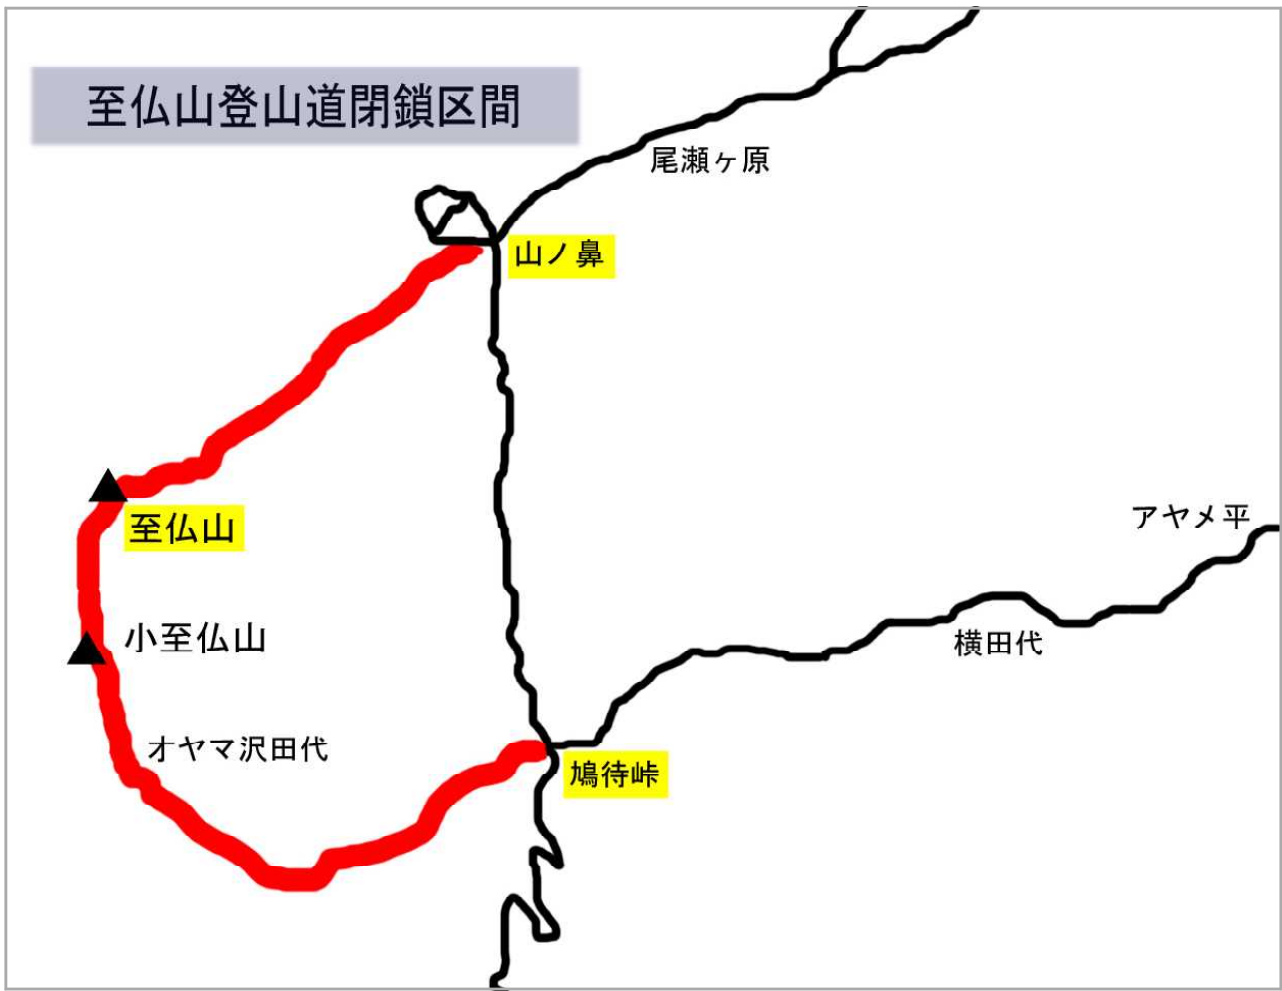 至仏山登山道閉鎖区間
尾瀬ヶ原
山ノ鼻
アヤメ平
至仏山
小至仏山
横田代
オヤマ沢田代
鳩待峠